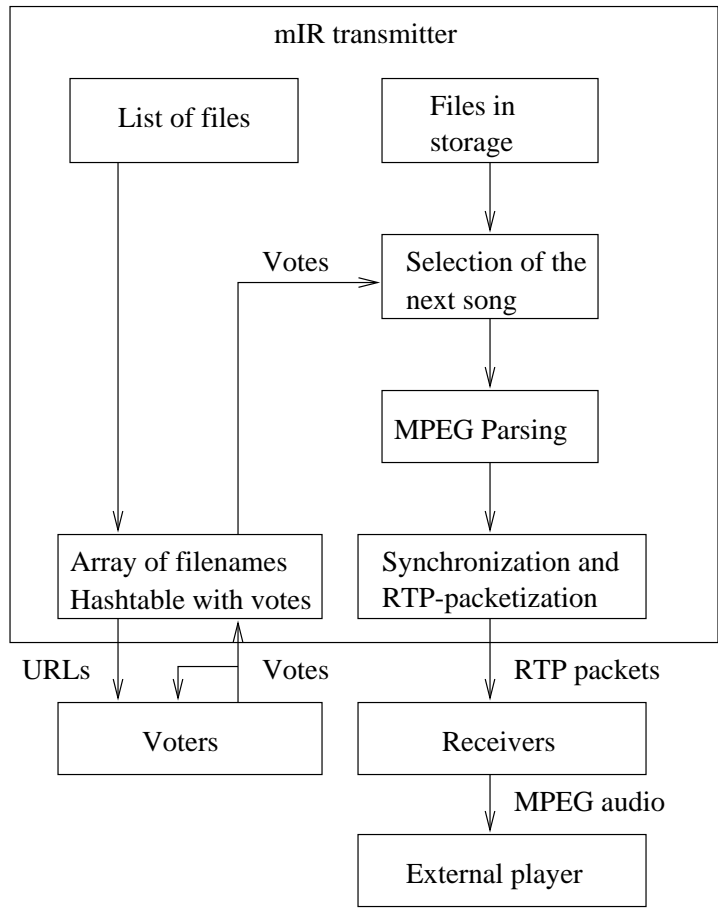 mIR transmitter
List of files
Files in
storage
Votes
Selection of the
next song
MPEG Parsing
Array of filenames
Hashtable with votes
Synchronization and
RTP-packetization
URLs
Votes
RTP packets
Voters
Receivers
MPEG audio
External player